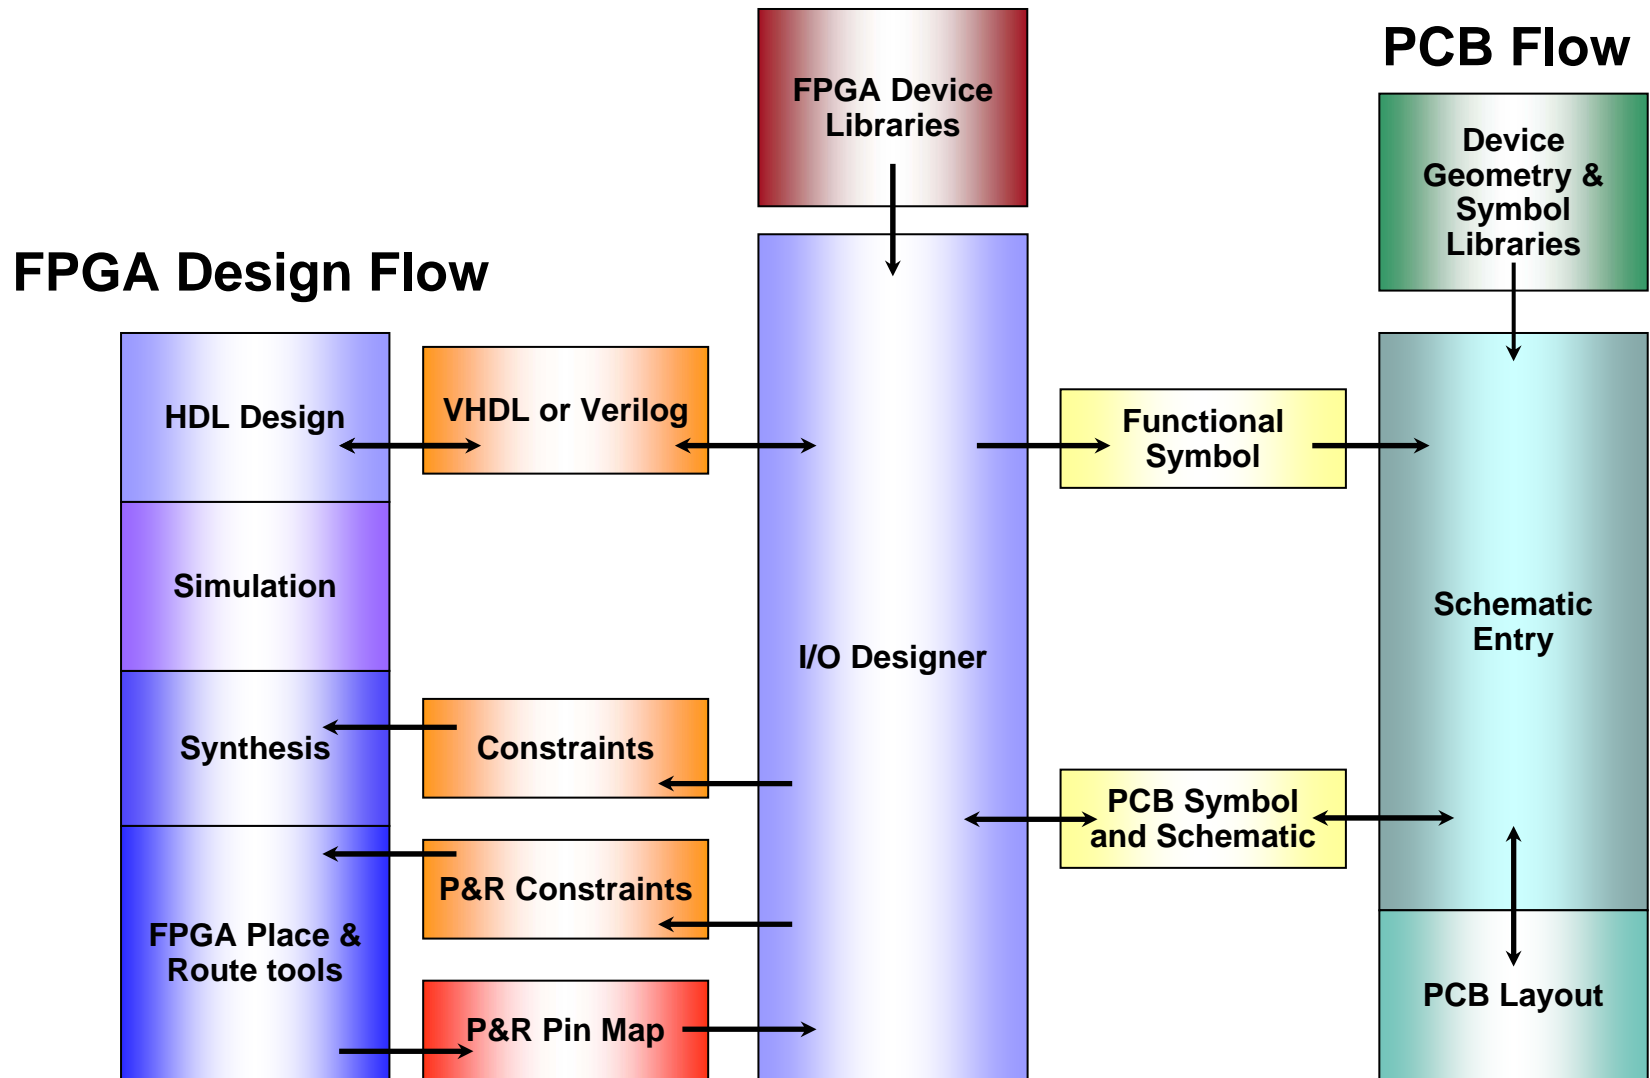 PCB Flow
FPGA Device
Libraries
Device
Geometry &
Symbol
Libraries
FPGA Design Flow
HDL Design
VHDL or Verilog
Functional
Symbol
Simulation
Schematic
Entry
I/O Designer
Synthesis
Constraints
PCB Symbol
and Schematic
P&R Constraints
FPGA Place &
Route tools
PCB Layout
P&R Pin Map